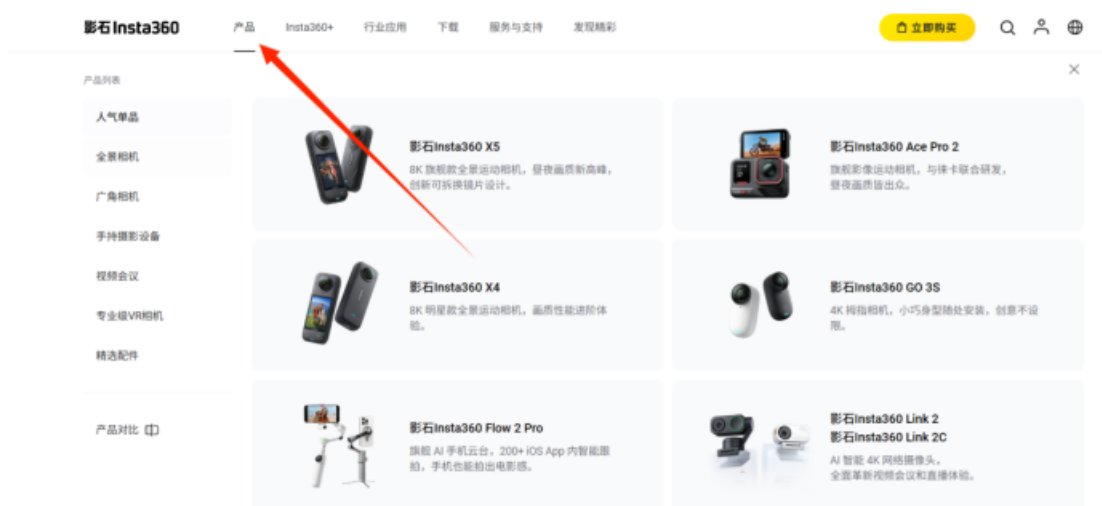 影石Insta360
产品
Insta360+
行业应用
下载
服务与支持
发现精彩
立即购买
产品列表
人气单品
全景相机
广角相机
手持摄影设备
视频会议
专业级VR相机
精选配件
产品对比
影石Insta360 X5
8K 旗舰款全景运动相机，昼夜画质新高峰，
创新可拆换镜片设计。
影石Insta360 Ace Pro 2
旗舰影像运动相机，与徕卡联合研发，
昼夜画质皆出众。
影石Insta360 X4
8K 明星款全景运动相机，画质性能进阶体
验。
影石Insta360 GO 3S
4K 拇指相机，小巧身型随处安装，创意不设
限。
影石Insta360 Flow 2 Pro
旗舰 AI 手机云台，200+ iOS App 内智能跟
拍，手机也能拍出电影感。
影石Insta360 Link 2
影石Insta360 Link 2C
AI 智能 4K 网络摄像头。
全面革新视频会议和直播体验。